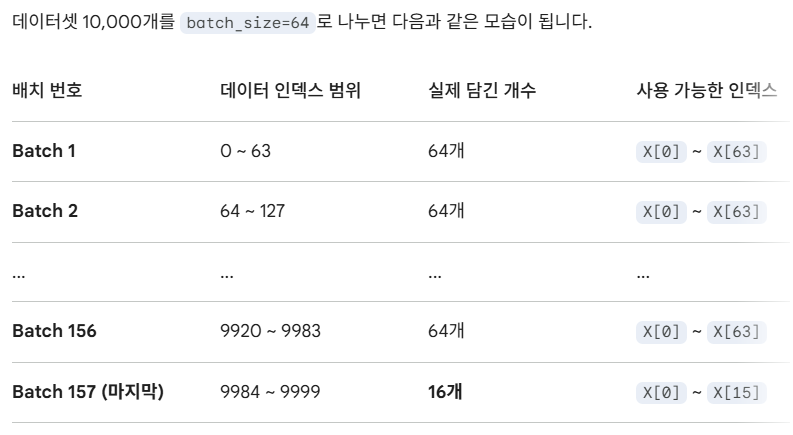 데이터셋 10,000개를 batch_size=64로 나누면 다음과 같은 모습이 됩니다.
배치 번호 데이터 인덱스 범위 실제 담긴 개수 사용 가능한 인덱스
Batch 1 0 ~ 63 64개 X[0] ~ X[63]
Batch 2 64 ~ 127 64개 X[0] ~ X[63]
... ... ... ...
Batch 156 9920 ~ 9983 64개 X[0] ~ X[63]
Batch 157 (마지막) 9984 ~ 9999 16개 X[0] ~ X[15]